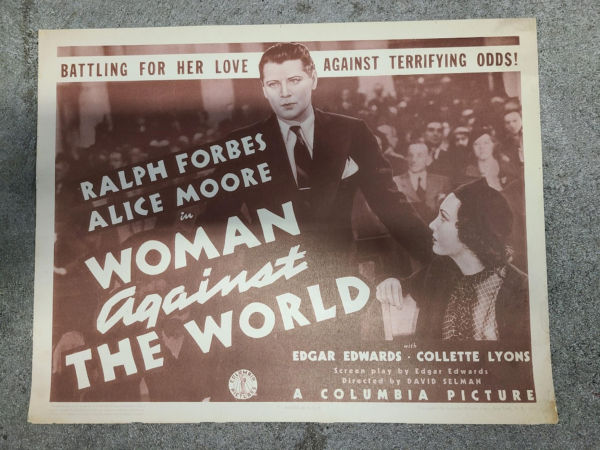 BATTLING FOR HER LOVE AGAINST TERRIFYING ODDS!
RALPH FORBES
ALICE MOORE
in
WOMAN
Against
THE WORLD
with
EDGAR EDWARDS · COLLETTE LYONS
Screen play by Edgar Edwards
Directed by DAVID SELMAN
A COLUMBIA PICTURE